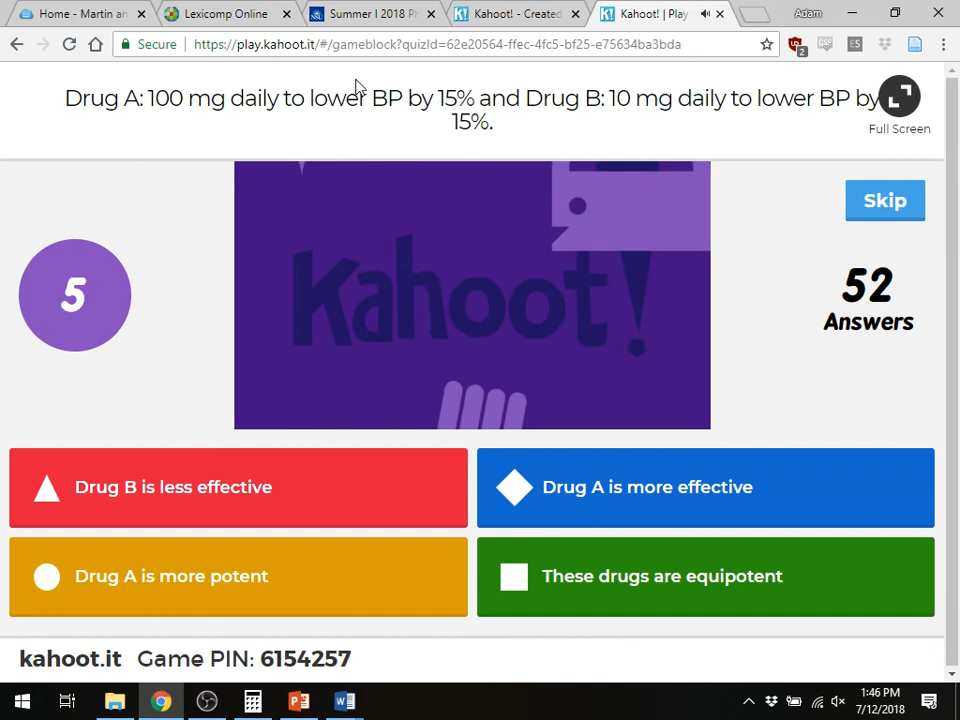 Home - Martin an
Lexicomp Online
Summer I 2018 Ph
Kahoot! - Created
Kahoot! | Play
Adam
Secure
https://play.kahoot.it/#/gameblock?quizId=62e20564-ffec-4fc5-bf25-e75634ba3bda
2
ES
Drug A: 100 mg daily to lower BP by 15% and Drug B: 10 mg daily to lower BP by
15%.
Full Screen
Skip
5
Kahoot!
52
Answers
Drug B is less effective
Drug A is more effective
Drug A is more potent
These drugs are equipotent
kahoot.it Game PIN: 6154257
1:46 PM
7/12/2018